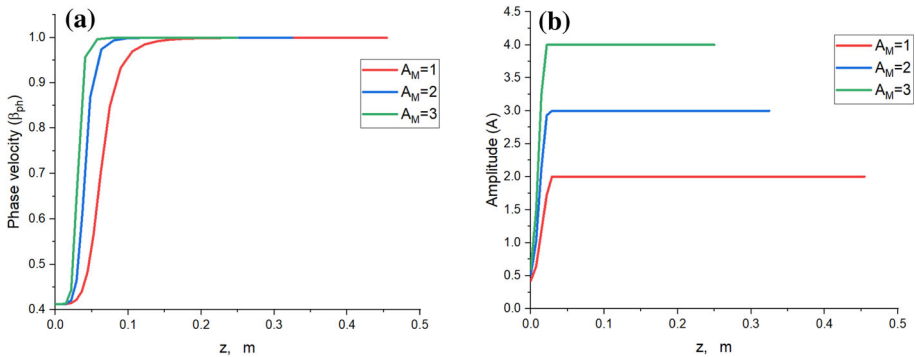 (a)
Phase velocity (βph)
1.0
0.9
0.8
0.7
0.6
0.5
0.4
0.0
0.1
0.2
0.3
0.4
0.5
z, m
AM=1
AM=2
AM=3
(b)
Amplitude (A)
4.5
4.0
3.5
3.0
2.5
2.0
1.5
1.0
0.5
0.0
0.0
0.1
0.2
0.3
0.4
0.5
z, m
AM=1
AM=2
AM=3